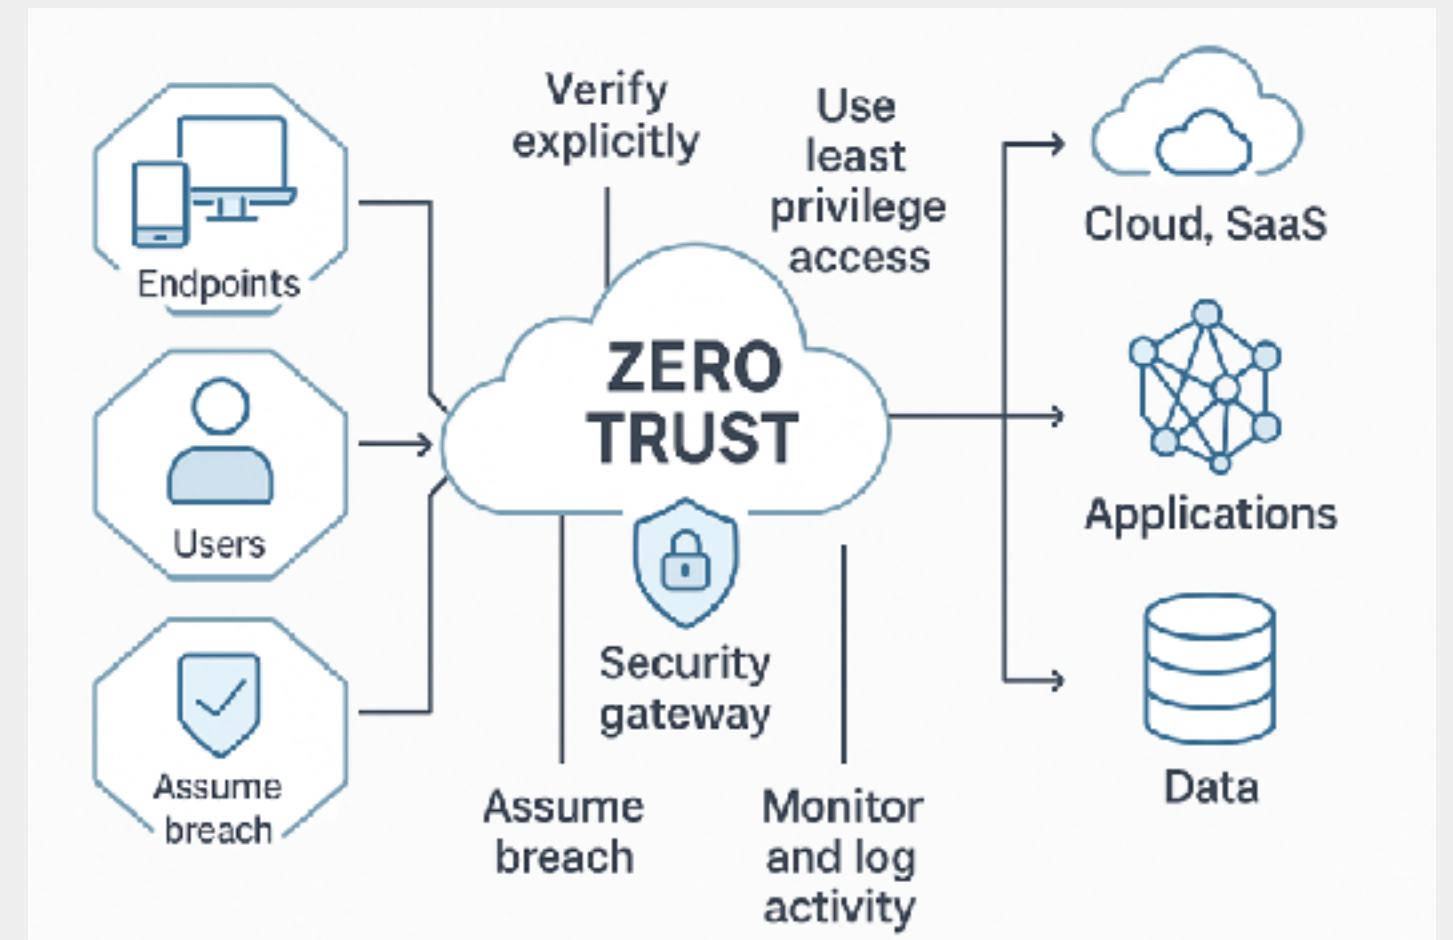 Endpoints
Users
Assume
breach
Verify
explicitly
Use
least
privilege
access
ZERO
TRUST
Security
gateway
Assume
breach
Monitor
and log
activity
Cloud, SaaS
Applications
Data